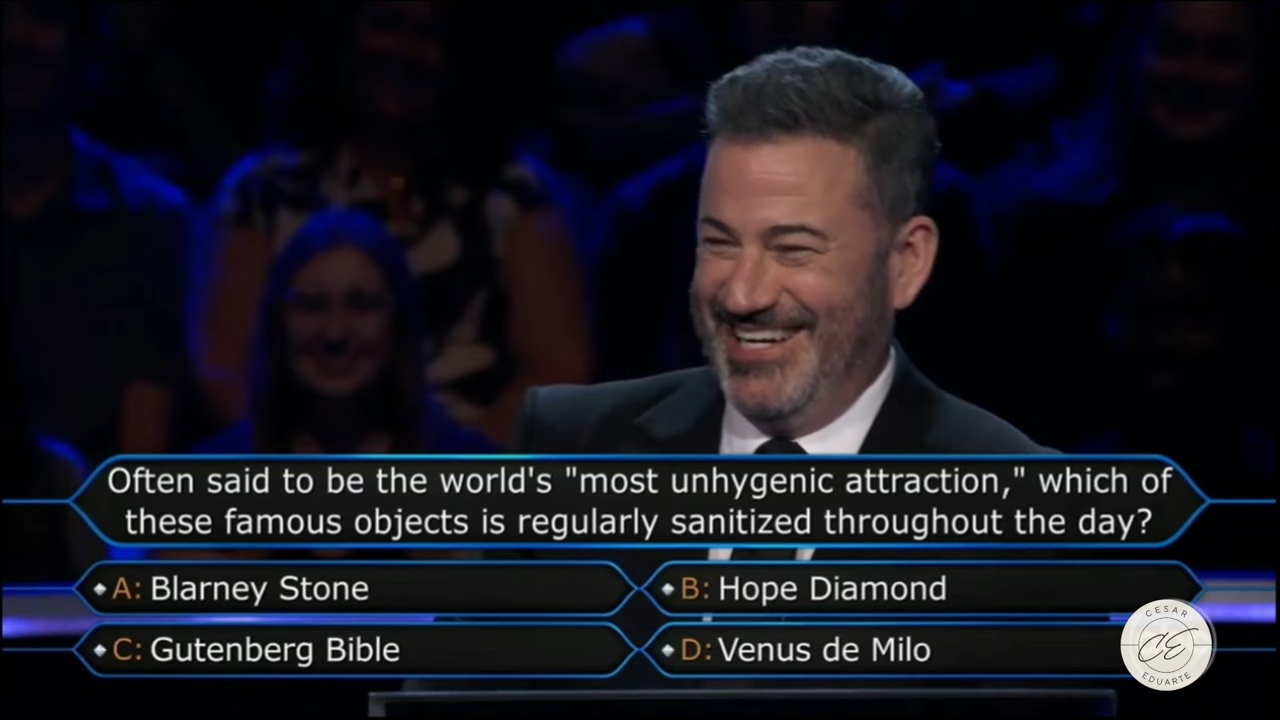 Often said to be the world's "most unhygenic attraction," which of
these famous objects is regularly sanitized throughout the day?
A: Blarney Stone
B: Hope Diamond
C: Gutenberg Bible
D: Venus de Milo
CESAR
CE
EDUARTE